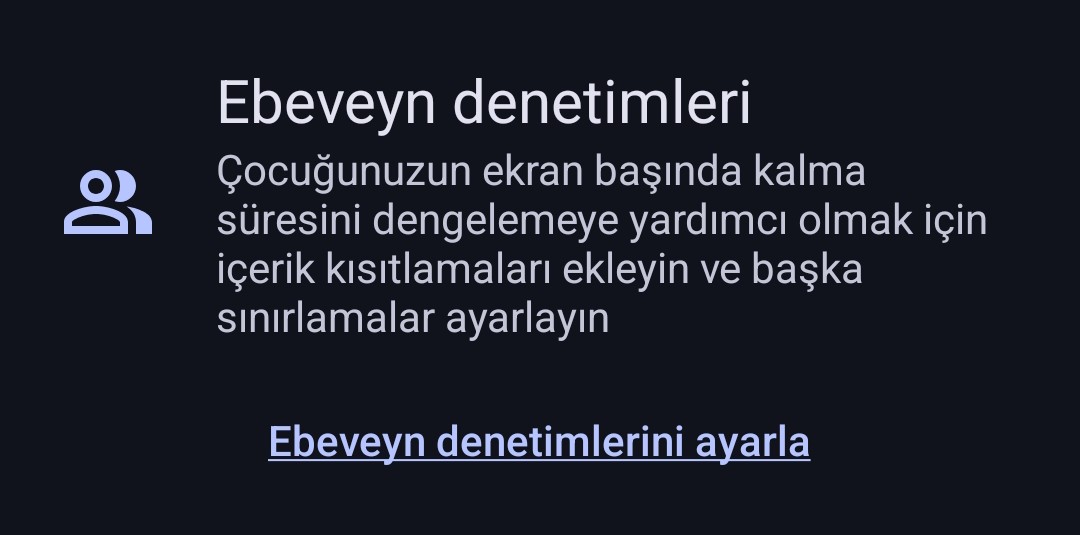 Ebeveyn denetimleri
Çocuğunuzun ekran başında kalma
süresini dengelemeye yardımcı olmak için
içerik kısıtlamaları ekleyin ve başka
sınırlamalar ayarlayın
Ebeveyn denetimlerini ayarla